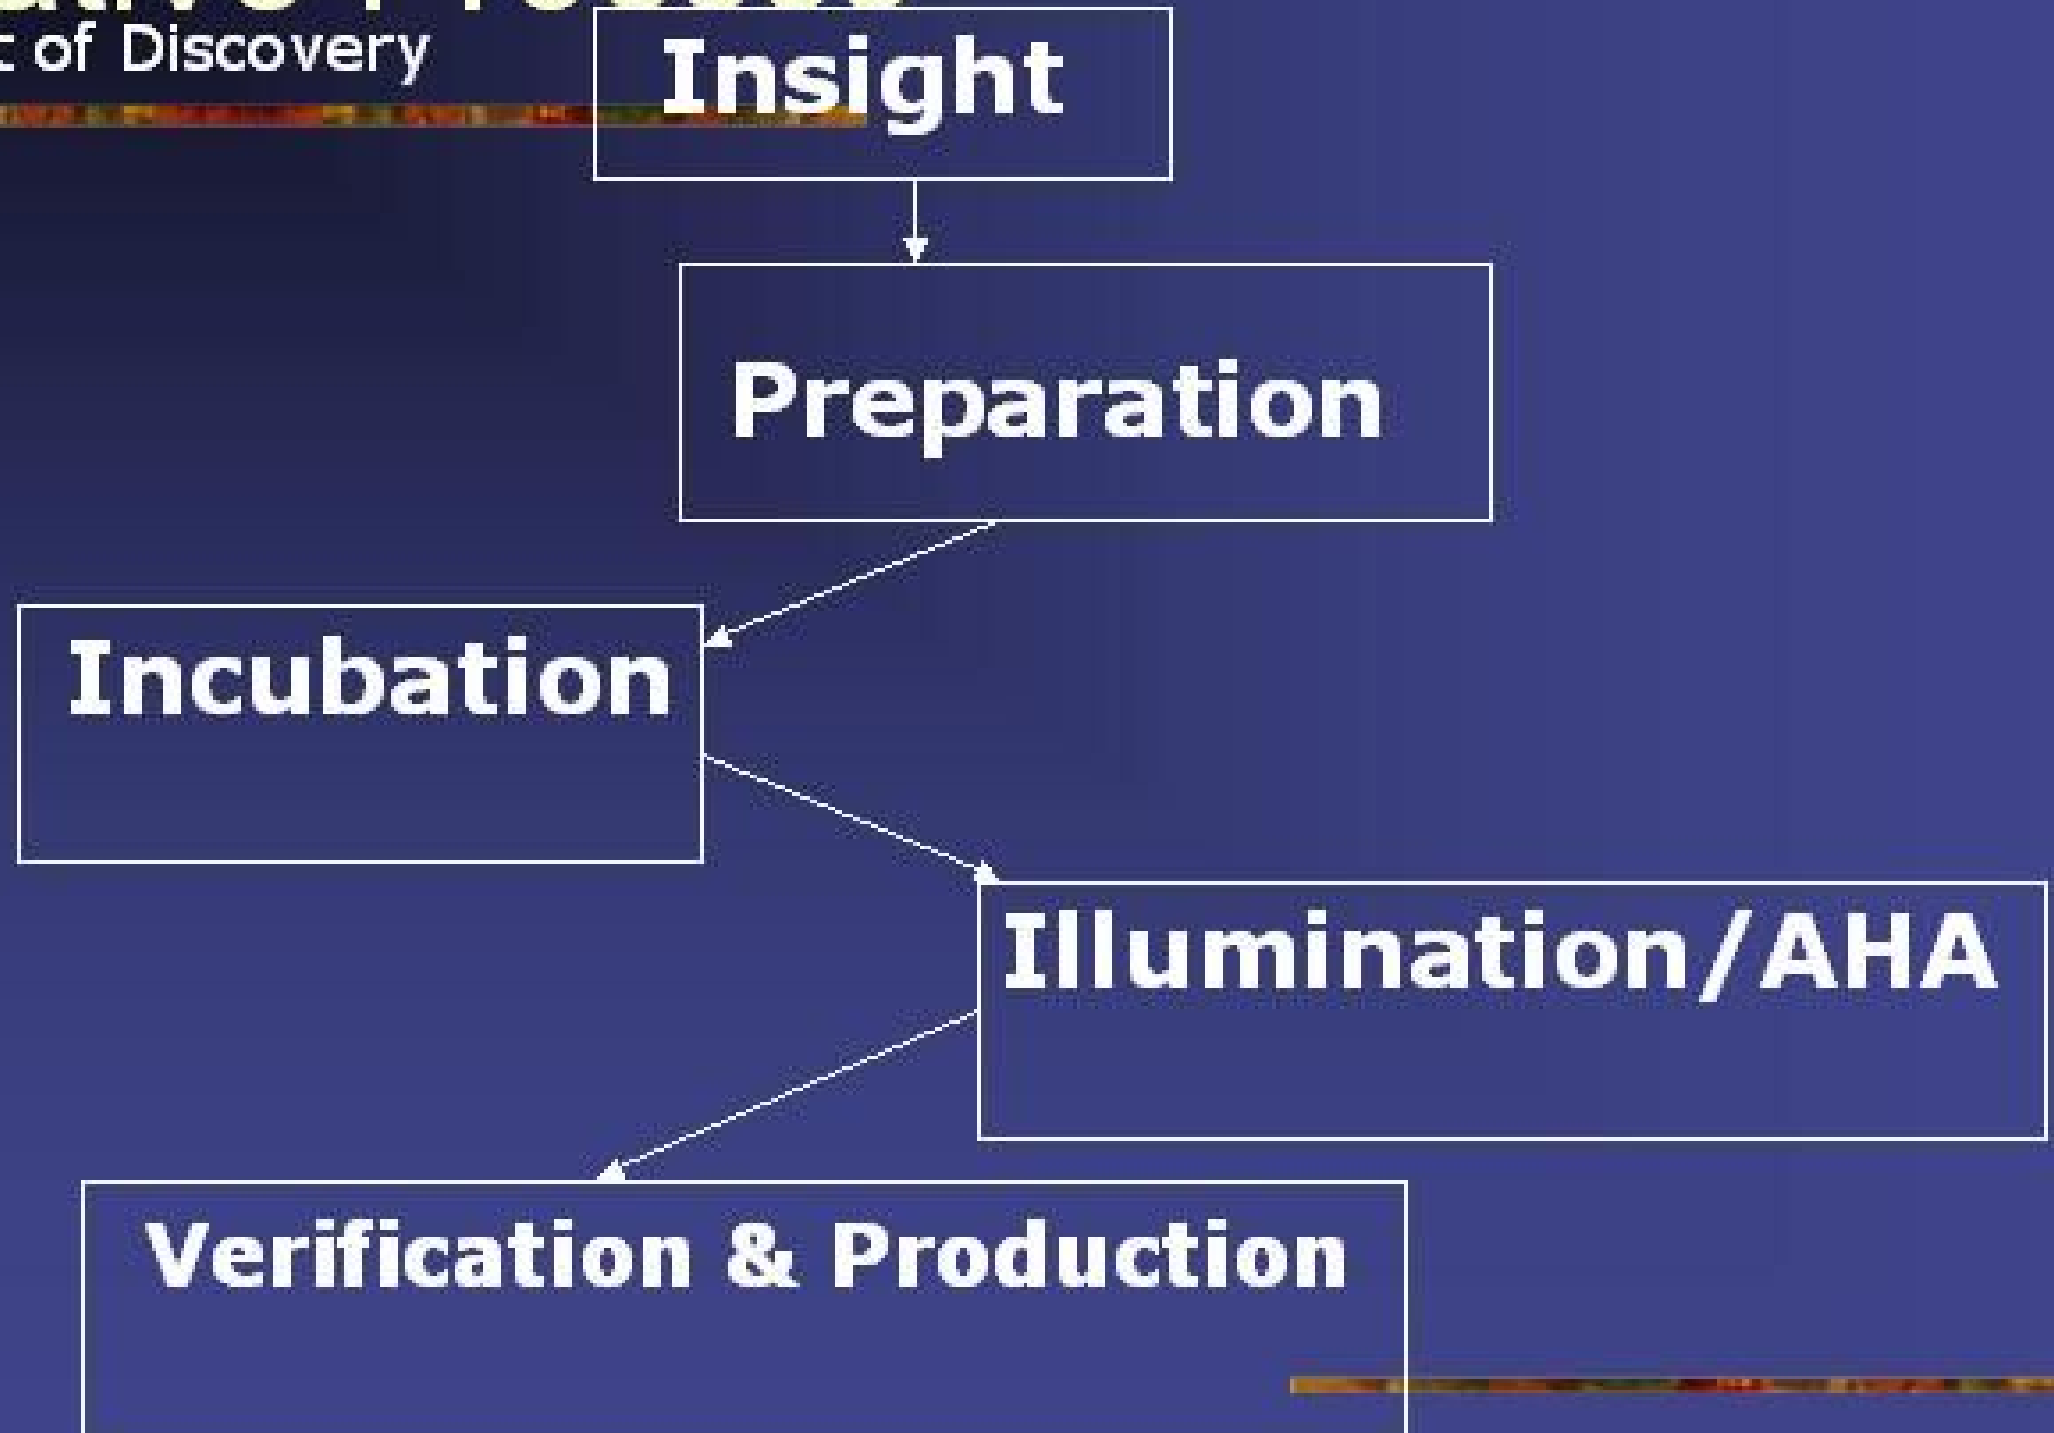 t of Discovery
Insight
Preparation
Incubation
Illumination/AHA
Verification & Production